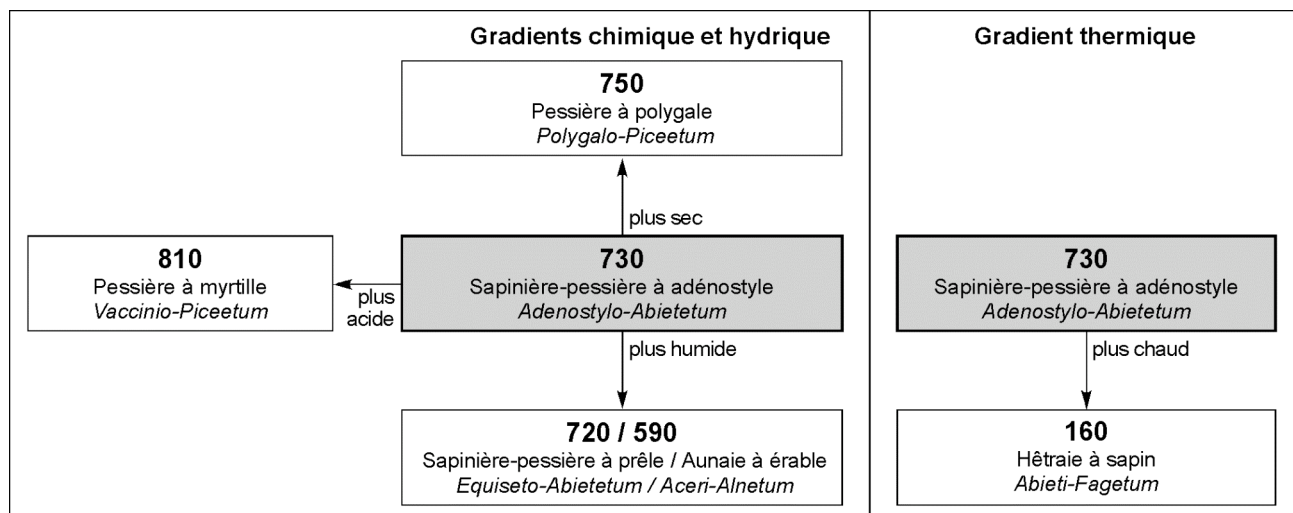 Gradients chimique et hydrique
750
Pessière à polygale
Polygalo-Piceetum
plus sec
810
Pessière à myrtille
Vaccinio-Piceetum
plus
acide
730
Sapinière-pessière à adénostyle
Adenostylo-Abietetum
plus humide
720 / 590
Sapinière-pessière à prêle / Aunaie à érable
Equiseto-Abietetum / Aceri-Alnetum
Gradient thermique
730
Sapinière-pessière à adénostyle
Adenostylo-Abietetum
plus chaud
160
Hêtraie à sapin
Abieti-Fagetum